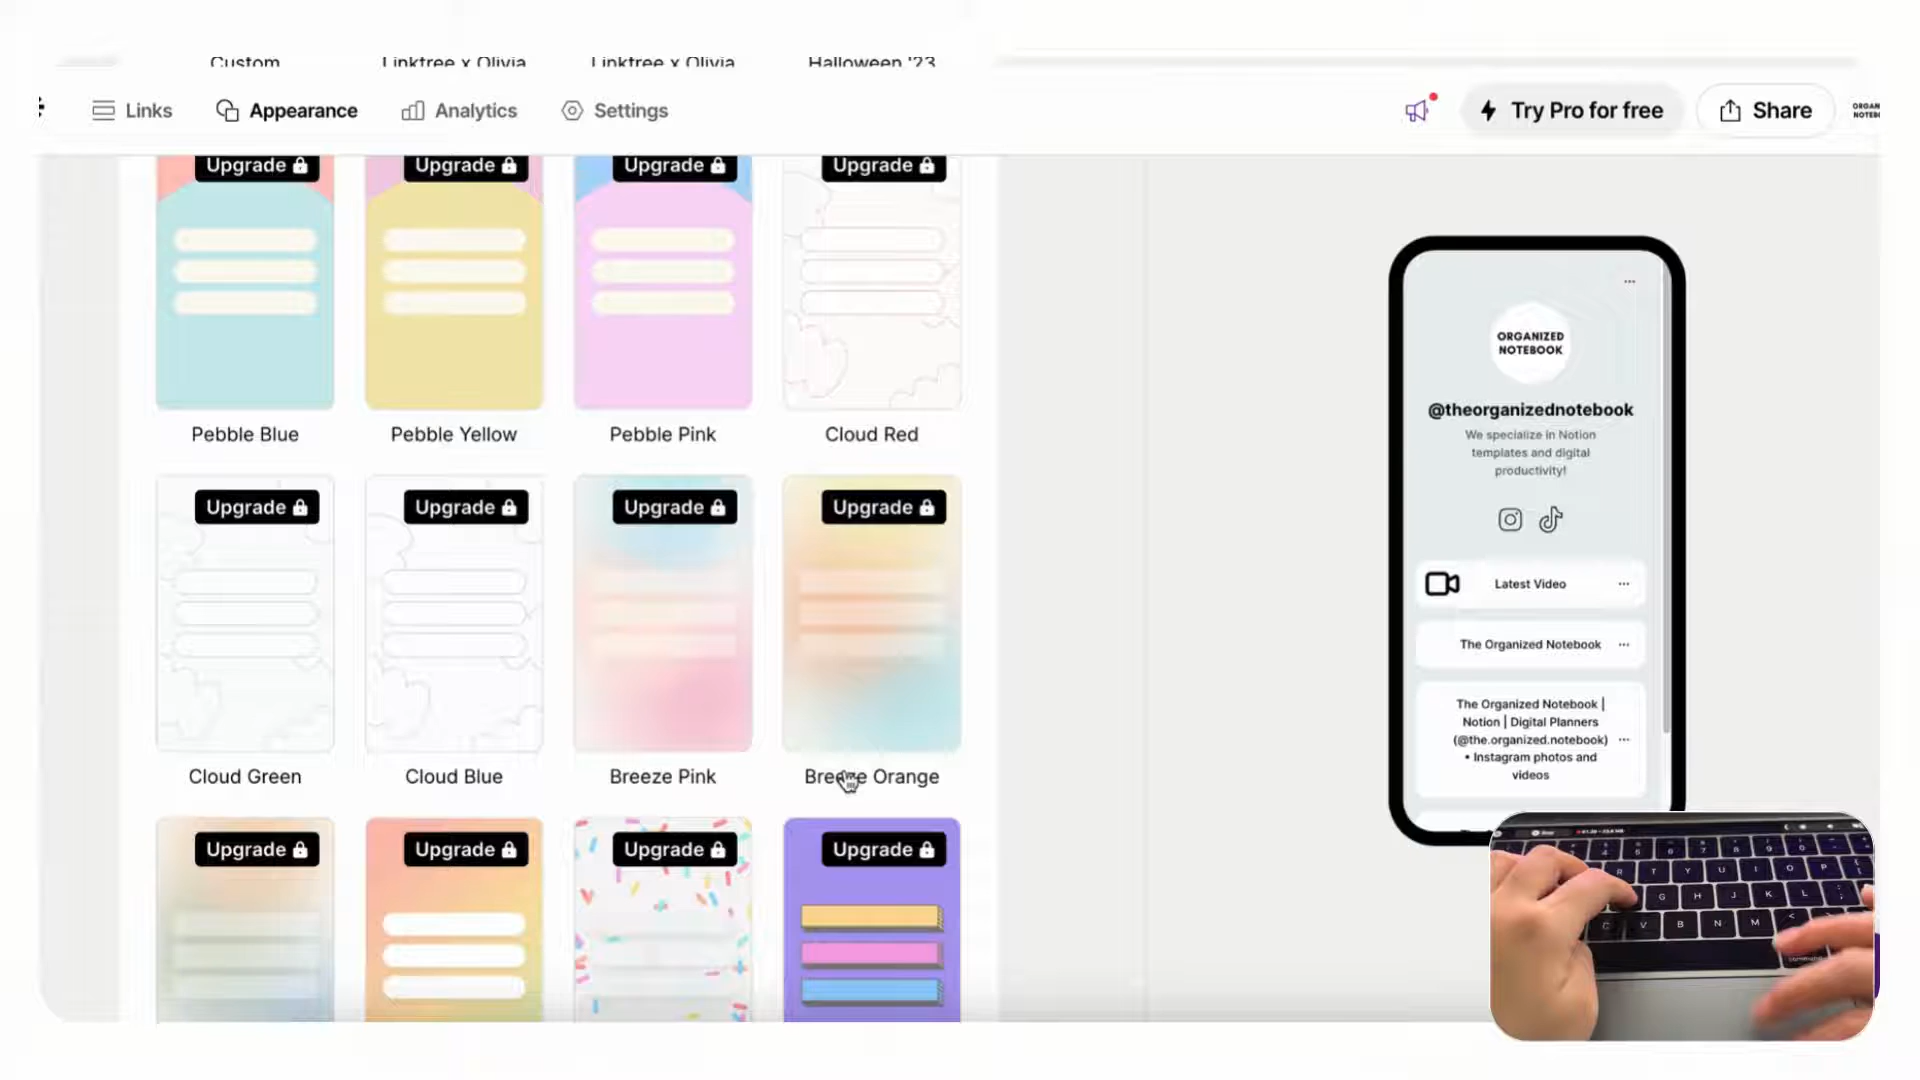 Custom
Linktree x Olivia
Linktree x Olivia
Halloween '23
Links
Appearance
Analytics
Settings
Try Pro for free
Share
ORGAN
NOTEB
Upgrade
Upgrade
Upgrade
Upgrade
Pebble Blue
Pebble Yellow
Pebble Pink
Cloud Red
Upgrade
Upgrade
Upgrade
Upgrade
Cloud Green
Cloud Blue
Breeze Pink
Breeze Orange
Upgrade
Upgrade
Upgrade
Upgrade
...
ORGANIZED
NOTEBOOK
@theorganizednotebook
We specialize in Notion
templates and digital
productivity!
Latest Video ...
The Organized Notebook ...
The Organized Notebook |
Notion | Digital Planners
(@the.organized.notebook) ...
• Instagram photos and
videos
R T Y U I O P
G H J K L
C V B N M
command